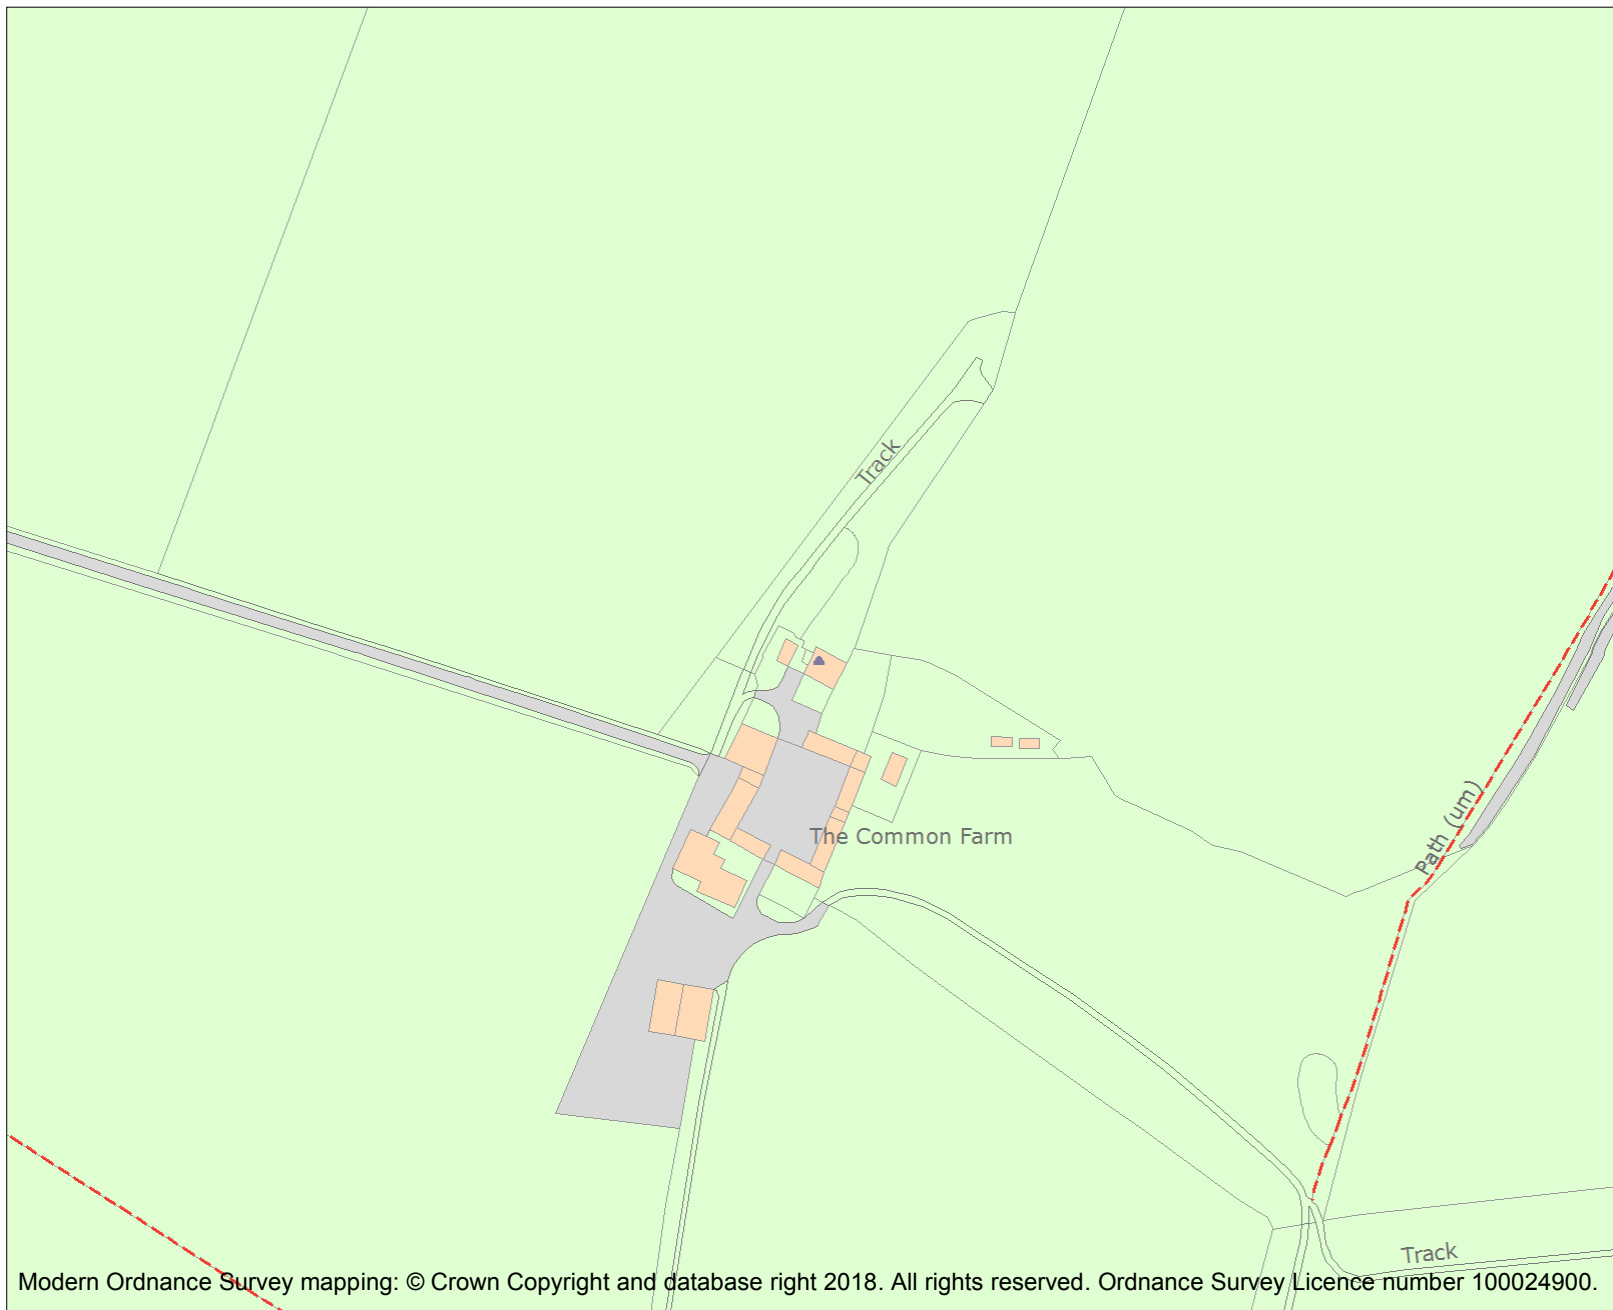 Track
Path (um)
The Common Farm
Track
Modern Ordnance Survey mapping: © Crown Copyright and database right 2018. All rights reserved. Ordnance Survey Licence number 100024900.